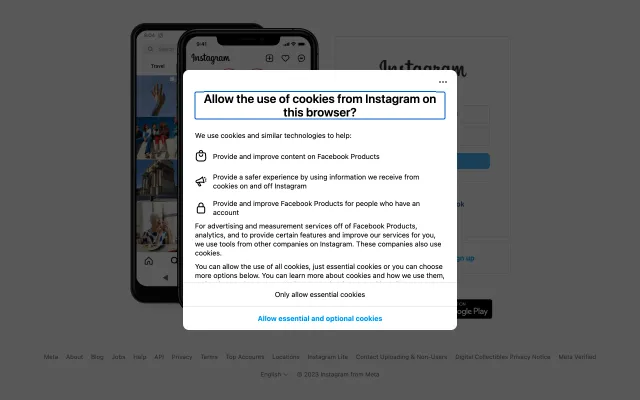 9:41
Instagram
Search
Travel
Instagram
Allow the use of cookies from Instagram on
this browser?
We use cookies and similar technologies to help:
Provide and improve content on Facebook Products
Provide a safer experience by using information we receive from
cookies on and off Instagram
Provide and improve Facebook Products for people who have an
account
For advertising and measurement services off of Facebook Products,
analytics, and to provide certain features and improve our services for you,
we use tools from other companies on Instagram. These companies also use
cookies.
You can allow the use of all cookies, just essential cookies or you can choose
more options below. You can learn more about cookies and how we use them,
Only allow essential cookies
Allow essential and optional cookies
Google Play
Meta About Blog Jobs Help API Privacy Terms Top Accounts Locations Instagram Lite Contact Uploading & Non-Users Digital Collectibles Privacy Notice Meta Verified
English © 2023 Instagram from Meta